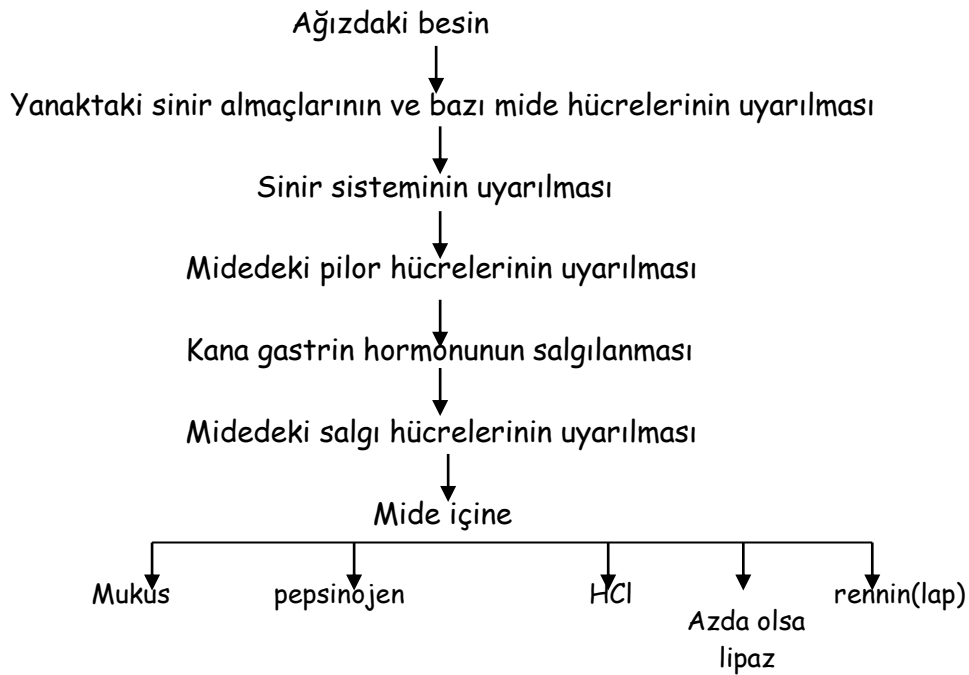 Ağızdaki besin
Yanaktaki sinir almaçlarının ve bazı mide hücrelerinin uyarılması
Sinir sisteminin uyarılması
Midedeki pilor hücrelerinin uyarılması
Kana gastrin hormonunun salgılanması
Midedeki salgı hücrelerinin uyarılması
Mide içine
Mukus pepsinojen HCl rennin(lap)
Azda olsa
lipaz